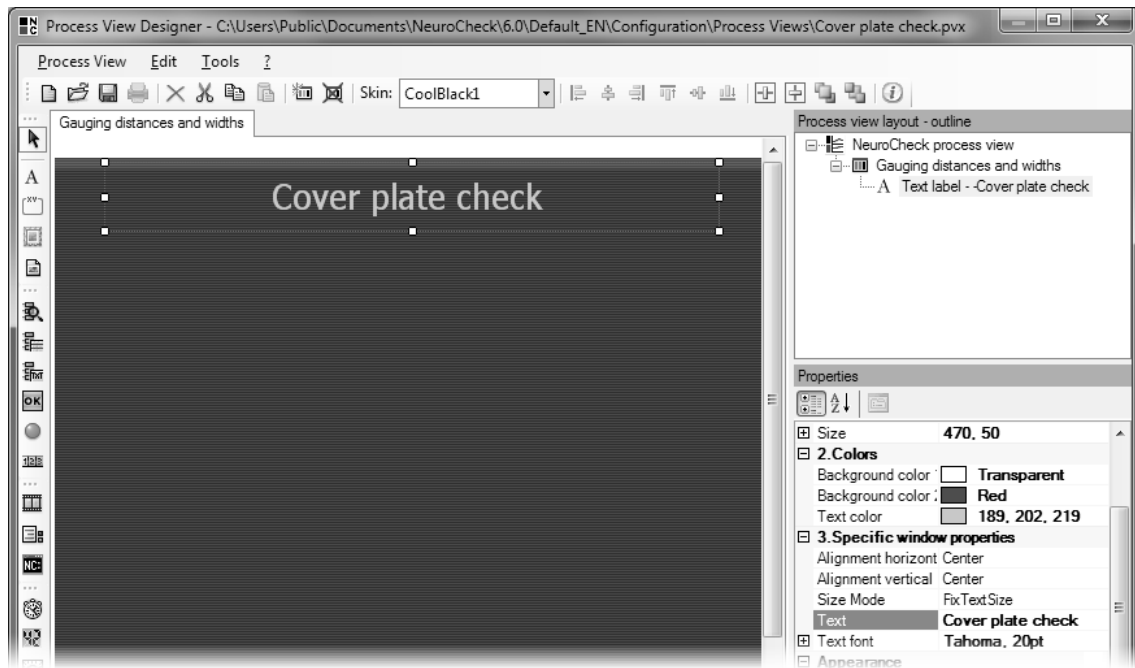 Process View Designer - C:\Users\Public\Documents\NeuroCheck\6.0\Default_EN\Configuration\Process Views\Cover plate check.pvx
Process View Edit Tools ?
Skin: CoolBlack1
Gauging distances and widths
Cover plate check
A
OK
NC:
Process view layout - outline
NeuroCheck process view
Gauging distances and widths
A Text label - -Cover plate check
Properties
Size 470, 50
2.Colors
Background color Transparent
Background color Red
Text color 189, 202, 219
3.Specific window properties
Alignment horizont Center
Alignment vertical Center
Size Mode FixTextSize
Text Cover plate check
Text font Tahoma, 20pt
Appearance